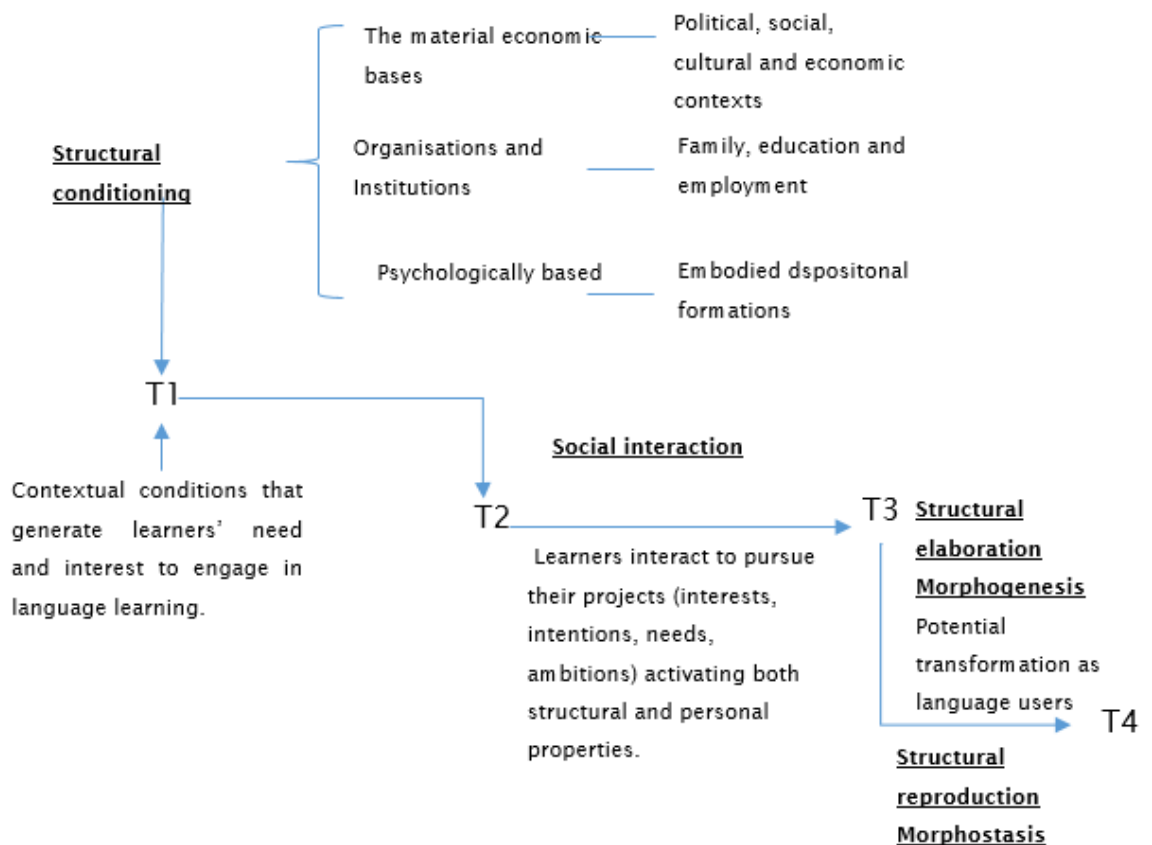 The material economic
bases
Political, social,
cultural and economic
contexts
Structural
conditioning
Organisations and
Institutions
Family, education and
employment
Psychologically based
Embodied dspositonal
formations
T1
Contextual conditions that
generate learners’ need
and interest to engage in
language learning.
Social interaction
T2
Learners interact to pursue
their projects (interests,
intentions, needs,
ambitions) activating both
structural and personal
properties.
T3
Structural
elaboration
Morphogenesis
Potential
transformation as
language users
T4
Structural
reproduction
Morphostasis